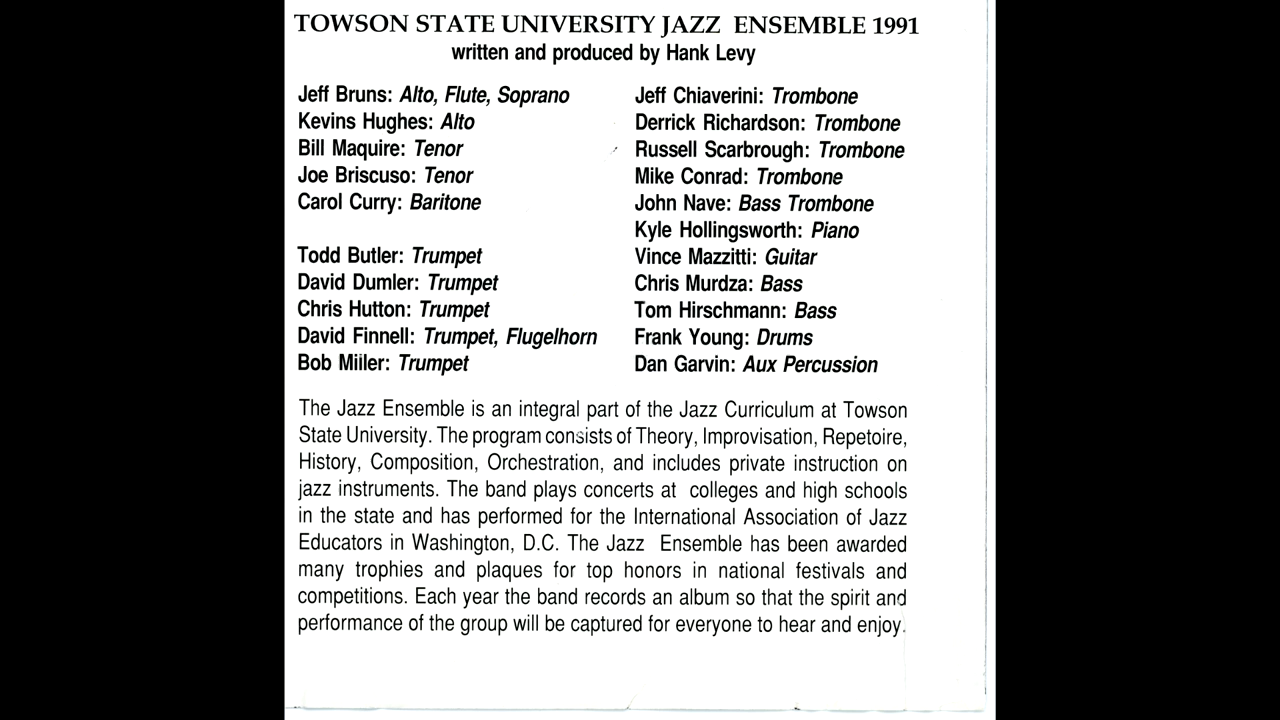 TOWSON STATE UNIVERSITY JAZZ ENSEMBLE 1991
written and produced by Hank Levy
Jeff Bruns: Alto, Flute, Soprano
Kevins Hughes: Alto
Bill Maquire: Tenor
Joe Briscuso: Tenor
Carol Curry: Baritone
Todd Butler: Trumpet
David Dumler: Trumpet
Chris Hutton: Trumpet
David Finnell: Trumpet, Flugelhorn
Bob Miller: Trumpet
Jeff Chiaverini: Trombone
Derrick Richardson: Trombone
Russell Scarbrough: Trombone
Mike Conrad: Trombone
John Nave: Bass Trombone
Kyle Hollingsworth: Piano
Vince Mazzitti: Guitar
Chris Murdza: Bass
Tom Hirschmann: Bass
Frank Young: Drums
Dan Garvin: Aux Percussion
The Jazz Ensemble is an integral part of the Jazz Curriculum at Towson
State University. The program consists of Theory, Improvisation, Repetoire,
History, Composition, Orchestration, and includes private instruction on
jazz instruments. The band plays concerts at colleges and high schools
in the state and has performed for the International Association of Jazz
Educators in Washington, D.C. The Jazz Ensemble has been awarded
many trophies and plaques for top honors in national festivals and
competitions. Each year the band records an album so that the spirit and
performance of the group will be captured for everyone to hear and enjoy.